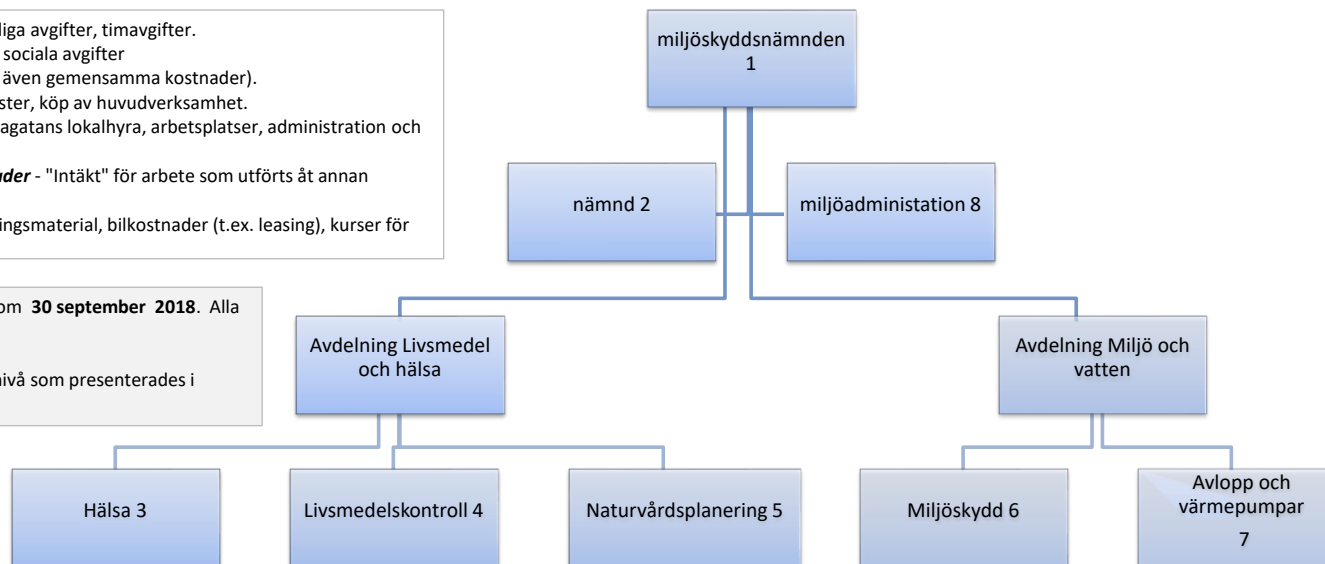 liga avgifter, timavgifter.
sociala avgifter
även gemensamma kostnader).
ster, köp av huvudverksamhet.
agatans lokalhyra, arbetsplatser, administration och
der - "Intäkt" för arbete som utförts åt annan
ingsmaterial, bilkostnader (t.ex. leasing), kurser för
om 30 september 2018. Alla
nivå som presenterades i
miljöskyddsnämnden
1
nämnd 2
miljöadministation 8
Avdelning Livsmedel
och hälsa
Avdelning Miljö och
vatten
Hälsa 3
Livsmedelskontroll 4
Naturvårdsplanering 5
Miljöskydd 6
Avlopp och
värmepumpar
7